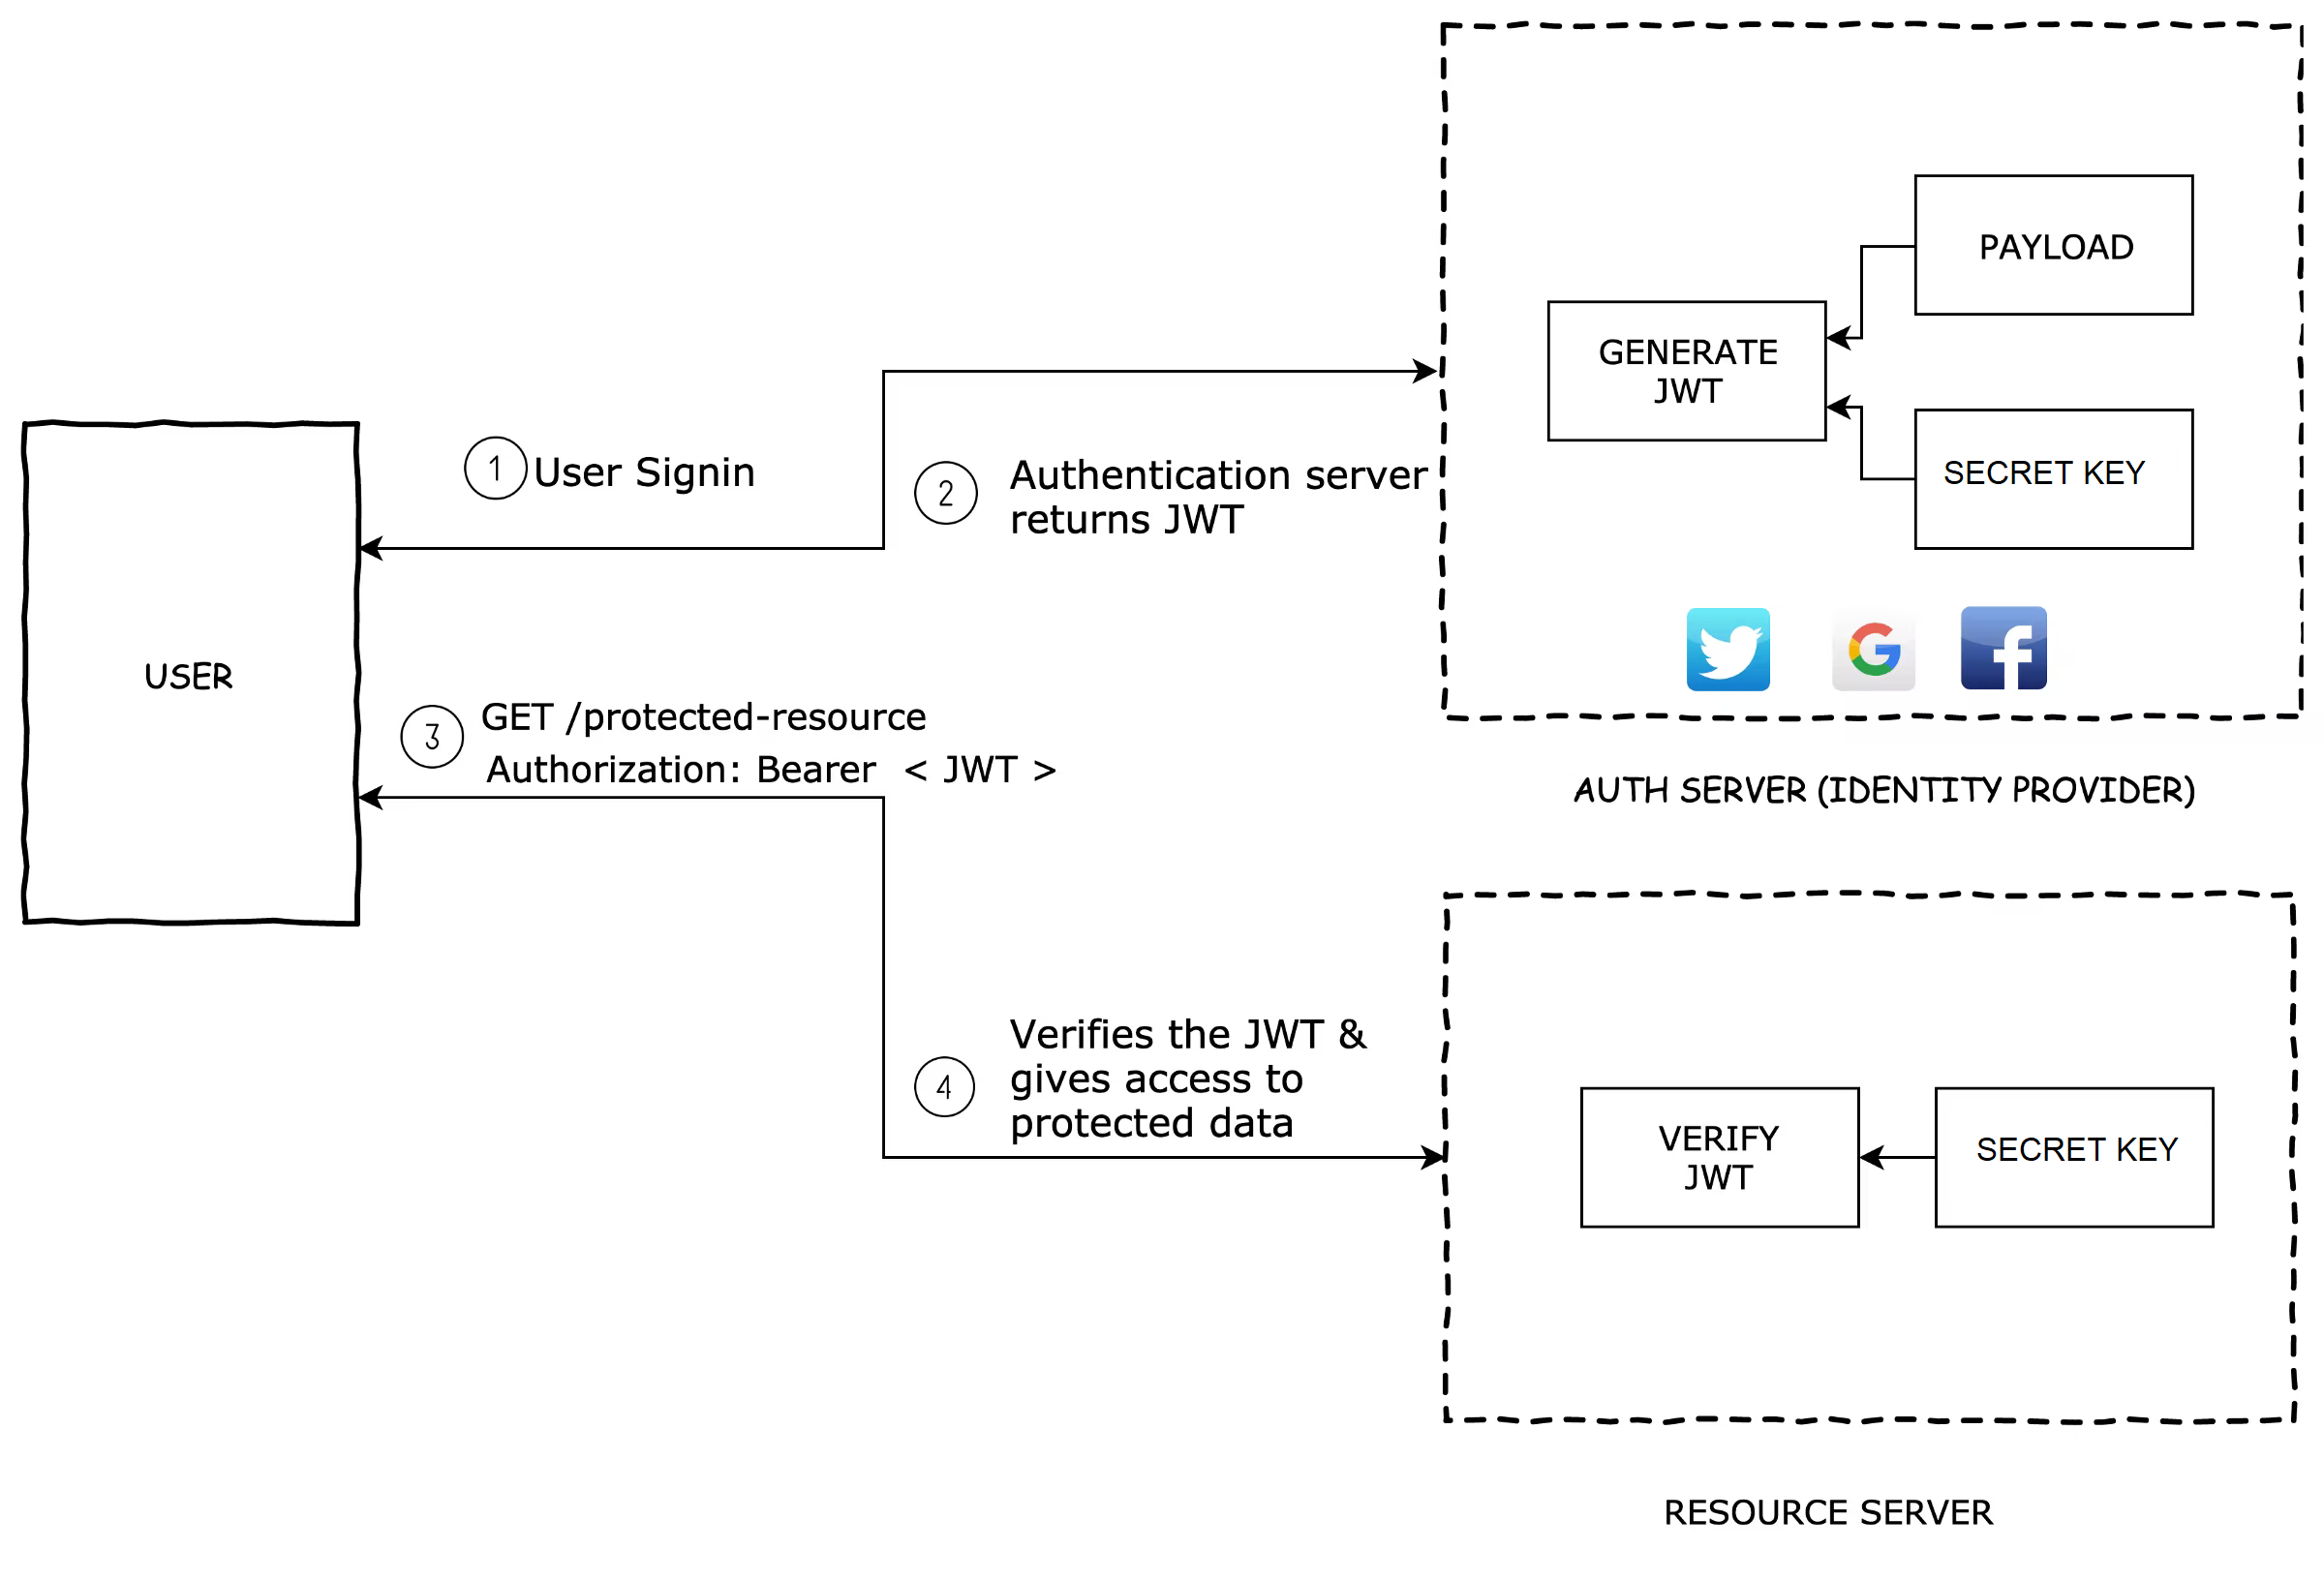 PAYLOAD
GENERATE
JWT
SECRET KEY
1 User Signin
2 Authentication server
returns JWT
USER
3 GET /protected-resource
Authorization: Bearer < JWT >
AUTH SERVER (IDENTITY PROVIDER)
4 Verifies the JWT &
gives access to
protected data
VERIFY
JWT
SECRET KEY
RESOURCE SERVER